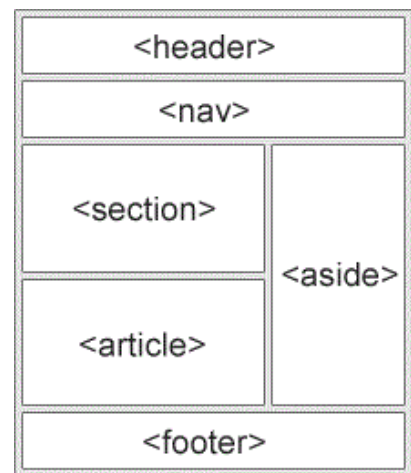 <header>
<nav>
<section>
<aside>
<article>
<footer>